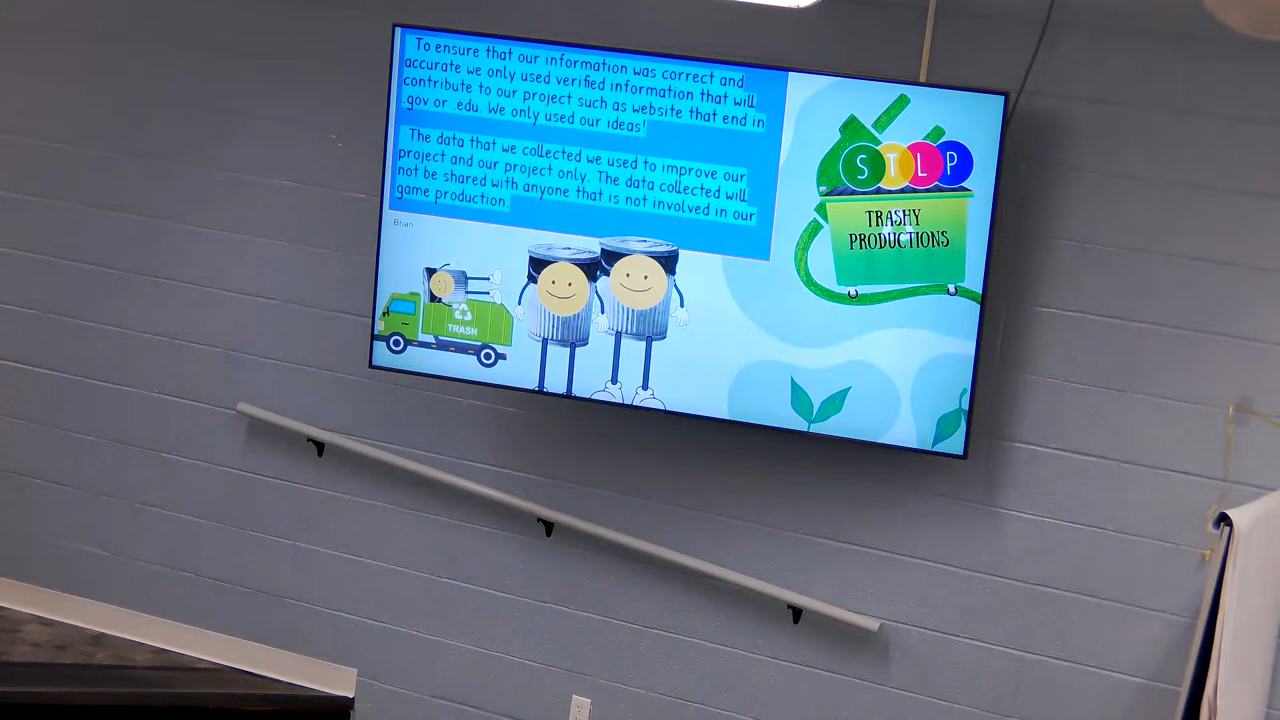 To ensure that our information was correct and
accurate we only used verified information that will
contribute to our project such as website that end in
.gov or .edu. We only used our ideas!
The data that we collected we used to improve our
project and our project only. The data collected will
not be shared with anyone that is not involved in our
game production.
Brian
TRASH
STLP
TRASHY
PRODUCTIONS